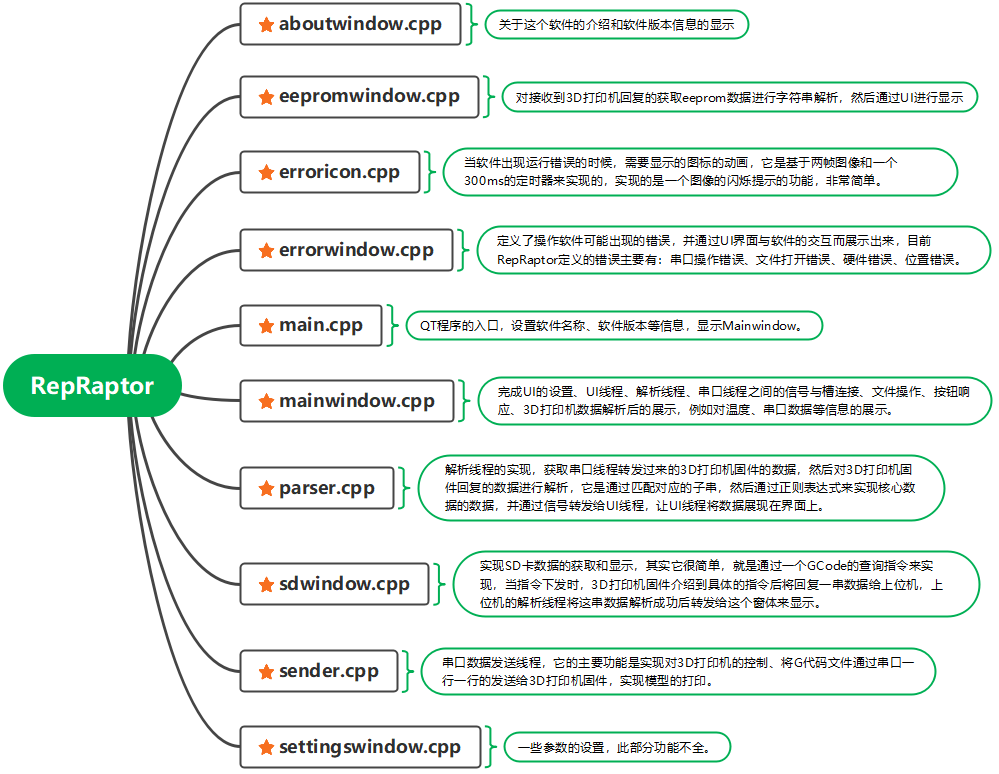 aboutwindow.cpp
关于这个软件的介绍和软件版本信息的显示
eepromwindow.cpp
对接收到3D打印机回复的获取eeprom数据进行字符串解析，然后通过UI进行显示
erroricon.cpp
当软件出现运行错误的时候，需要显示的图标的动画，它是基于两帧图像和一个
300ms的定时器来实现的，实现的是一个图像的闪烁提示的功能，非常简单。
errorwindow.cpp
定义了操作软件可能出现的错误，并通过UI界面与软件的交互而展示出来，目前
RepRaptor定义的错误主要有：串口操作错误、文件打开错误、硬件错误、位置错误。
main.cpp
QT程序的入口，设置软件名称、软件版本等信息，显示Mainwindow。
RepRaptor
mainwindow.cpp
完成UI的设置、UI线程、解析线程、串口线程之间的信号与槽连接、文件操作、按钮响
应、3D打印机数据解析后的展示，例如对温度、串口数据等信息的展示。
parser.cpp
解析线程的实现，获取串口线程转发过来的3D打印机固件的数据，然后对3D打印机固
件回复的数据进行解析，它是通过匹配对应的子串，然后通过正则表达式来实现核心数
据的数据，并通过信号转发给UI线程，让UI线程将数据展现在界面上。
sdwindow.cpp
实现SD卡数据的获取和显示，其实它很简单，就是通过一个GCode的查询指令来实
现，当指令下发时，3D打印机固件介绍到具体的指令后将回复一串数据给上位机，上
位机的解析线程将这串数据解析成功后转发给这个窗体来显示。
sender.cpp
串口数据发送线程，它的主要功能是实现对3D打印机的控制、将G代码文件通过串口一
行一行的发送给3D打印机固件，实现模型的打印。
settingswindow.cpp
一些参数的设置，此部分功能不全。